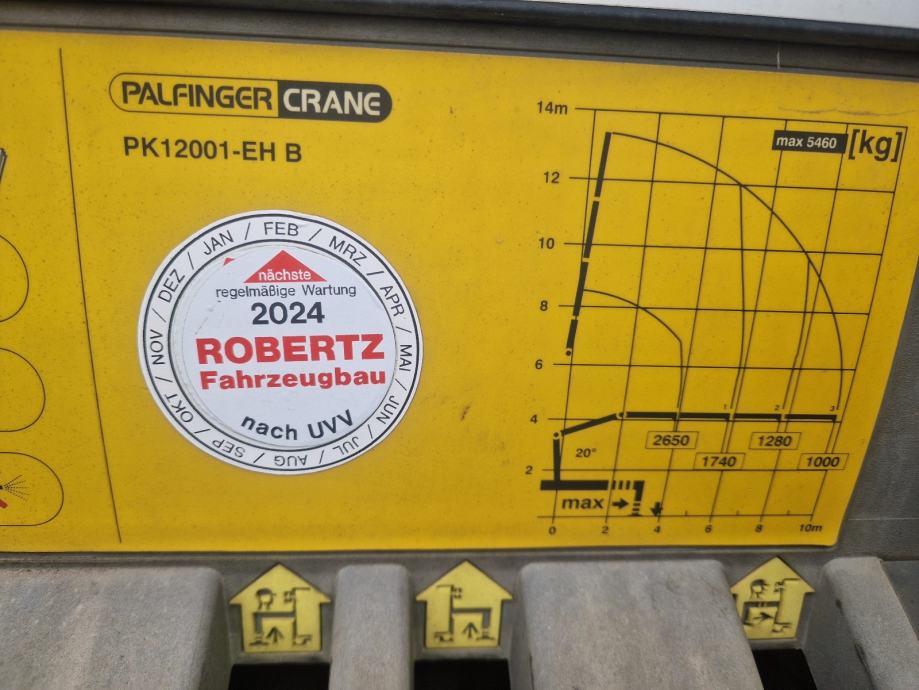 PALFINGER CRANE
PK12001-EH B
JAN / FEB / MRZ / APR / MAI / JUN / JUL / AUG / SEP / OKT / NOV / DEZ /
nächste
regelmäßige Wartung
2024
ROBERTZ
Fahrzeugbau
nach UVV
14m
max 5460 [kg]
12
10
8
6
4
1 2 3
2650 1280
20°
1740 1000
2
max
0 2 4 6 8 10m